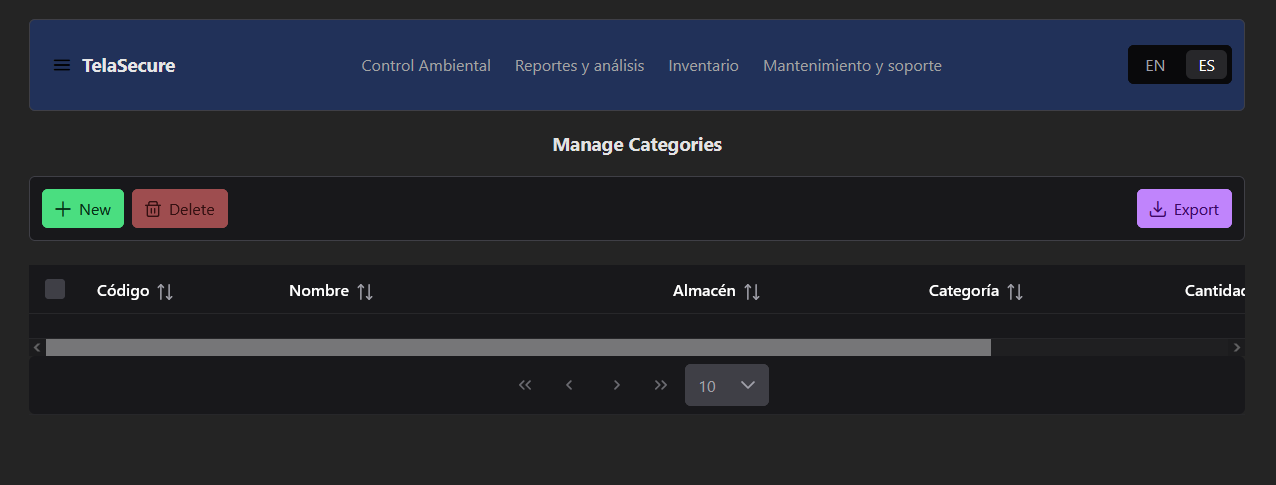 TelaSecure Control Ambiental Reportes y análisis Inventario Mantenimiento y soporte EN ES
Manage Categories
New Delete Export
Código Nombre Almacén Categoría Cantidad
10